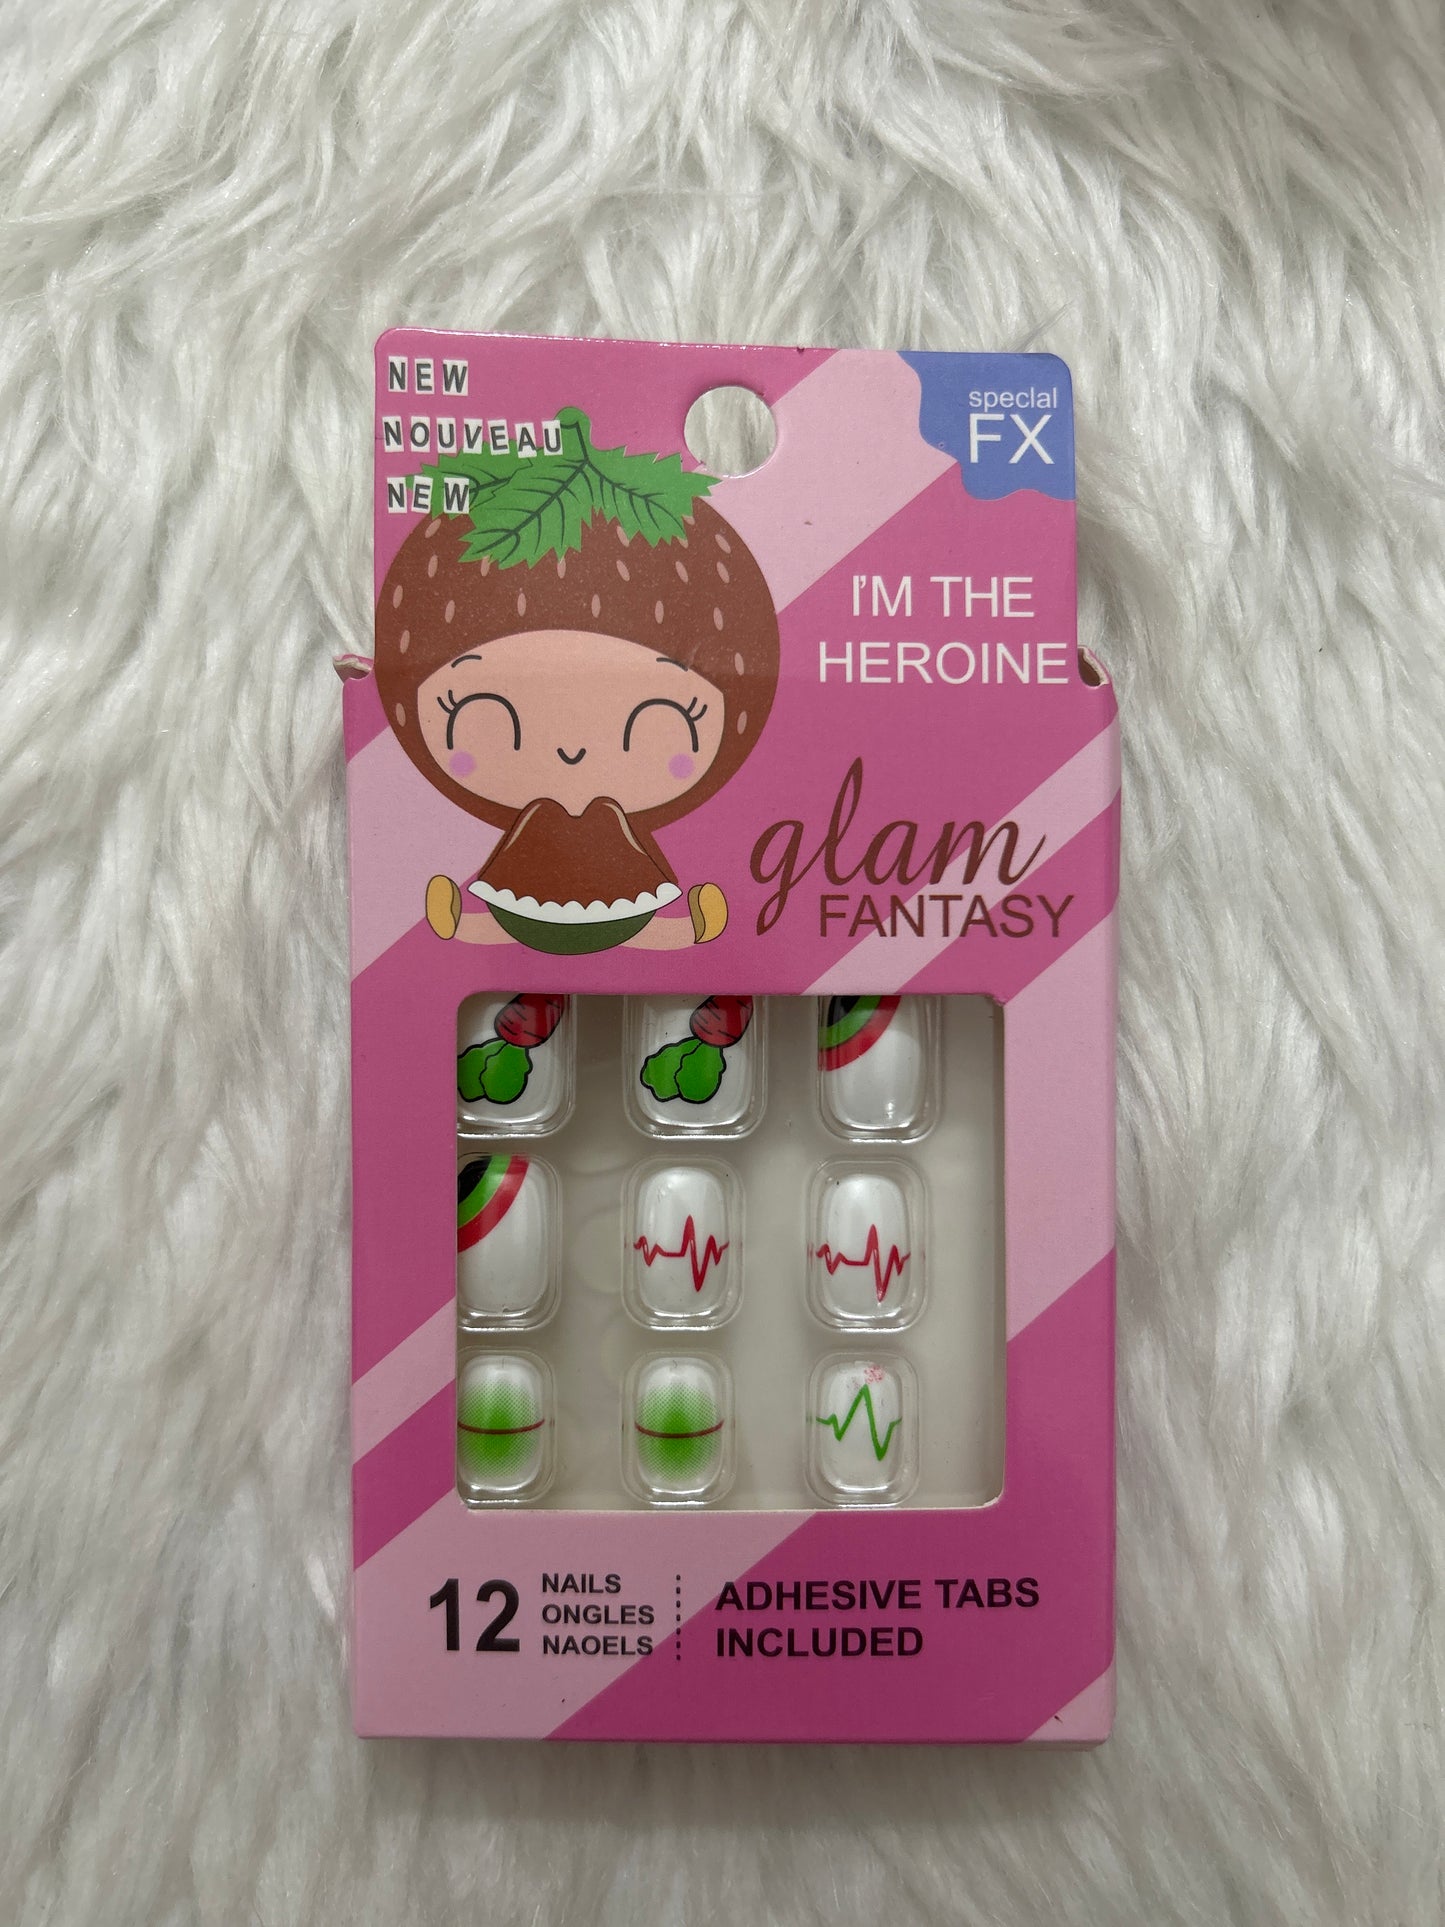 NEW
NOUVEAU
NEW
speclal
FX
I'M THE
HEROINE
glam
FANTASY
12
NAILS
ONGLES
NAOELS
ADHESIVE TABS
INCLUDED